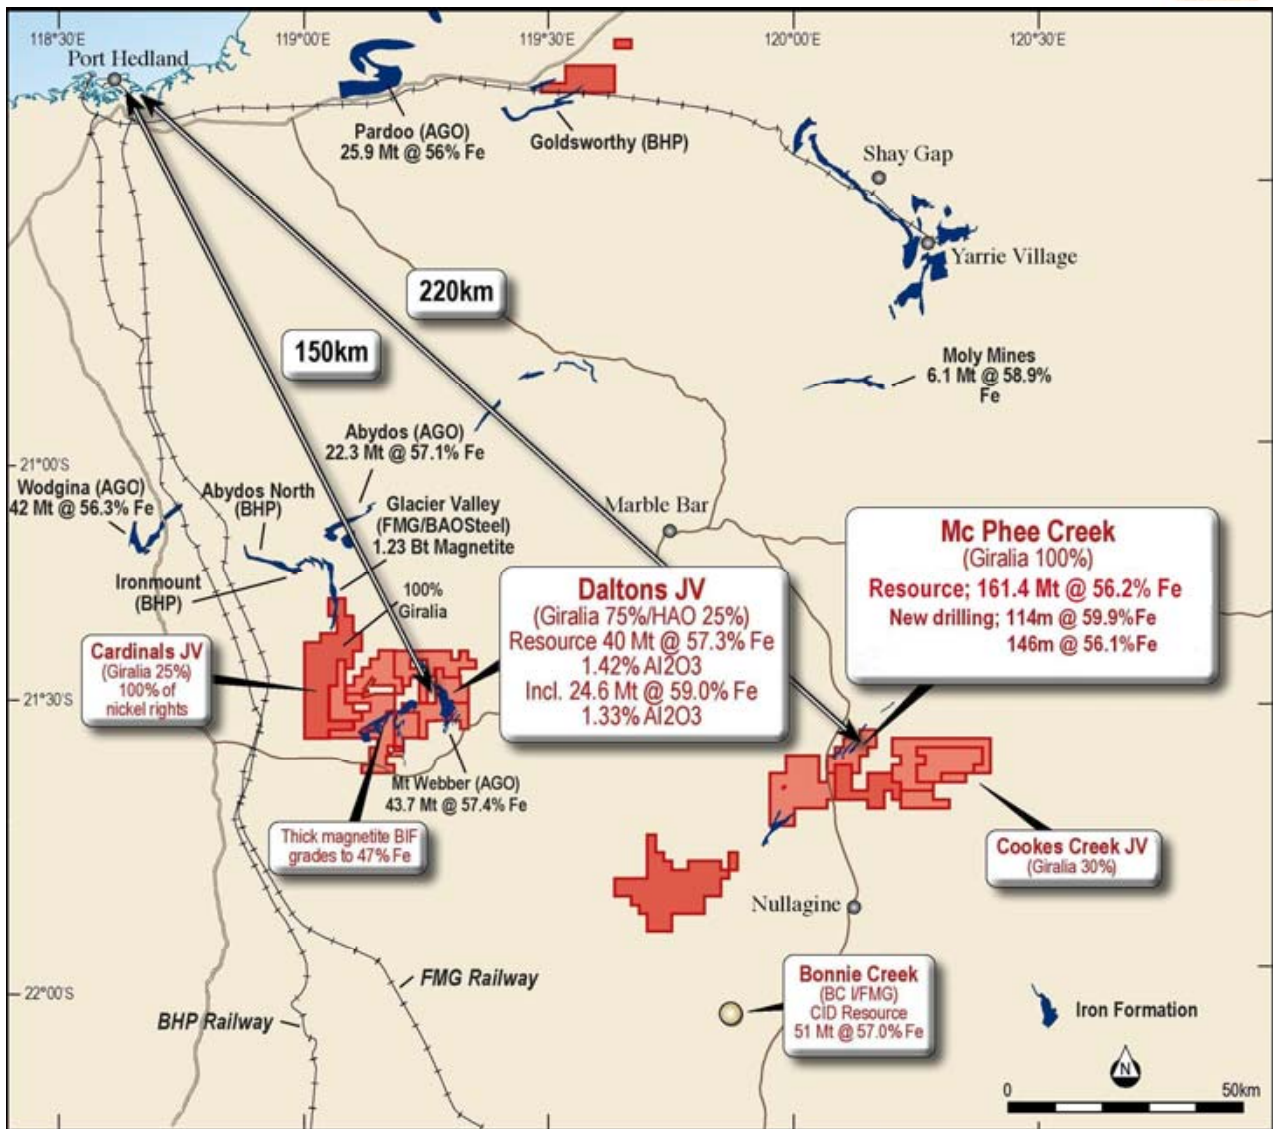 118°30'E
119°00'E
119°30'E
120°00'E
120°30'E
Port Hedland
Pardoo (AGO)
25.9 Mt @ 56% Fe
Goldsworthy (BHP)
Shay Gap
Yarrie Village
220km
150km
Moly Mines
6.1 Mt @ 58.9%
Fe
Abydos (AGO)
22.3 Mt @ 57.1% Fe
21°00'S
Wodgina (AGO)
42 Mt @ 56.3% Fe
Abydos North
(BHP)
Glacier Valley
(FMG/BAOSteel)
1.23 Bt Magnetite
Marble Bar
Ironmount
(BHP)
100%
Giralia
Mc Phee Creek
(Giralia 100%)
Resource; 161.4 Mt @ 56.2% Fe
New drilling; 114m @ 59.9%Fe
146m @ 56.1%Fe
Daltons JV
(Giralia 75%/HAO 25%)
Resource 40 Mt @ 57.3% Fe
1.42% Al2O3
Incl. 24.6 Mt @ 59.0% Fe
1.33% Al2O3
Cardinals JV
(Giralia 25%)
100% of
nickel rights
21°30'S
Mt Webber (AGO)
43.7 Mt @ 57.4% Fe
Thick magnetite BIF
grades to 47% Fe
Cookes Creek JV
(Giralia 30%)
Nullagine
Bonnie Creek
(BC I/FMG)
CID Resource
51 Mt @ 57.0% Fe
FMG Railway
BHP Railway
22°00'S
Iron Formation
N
0
50km